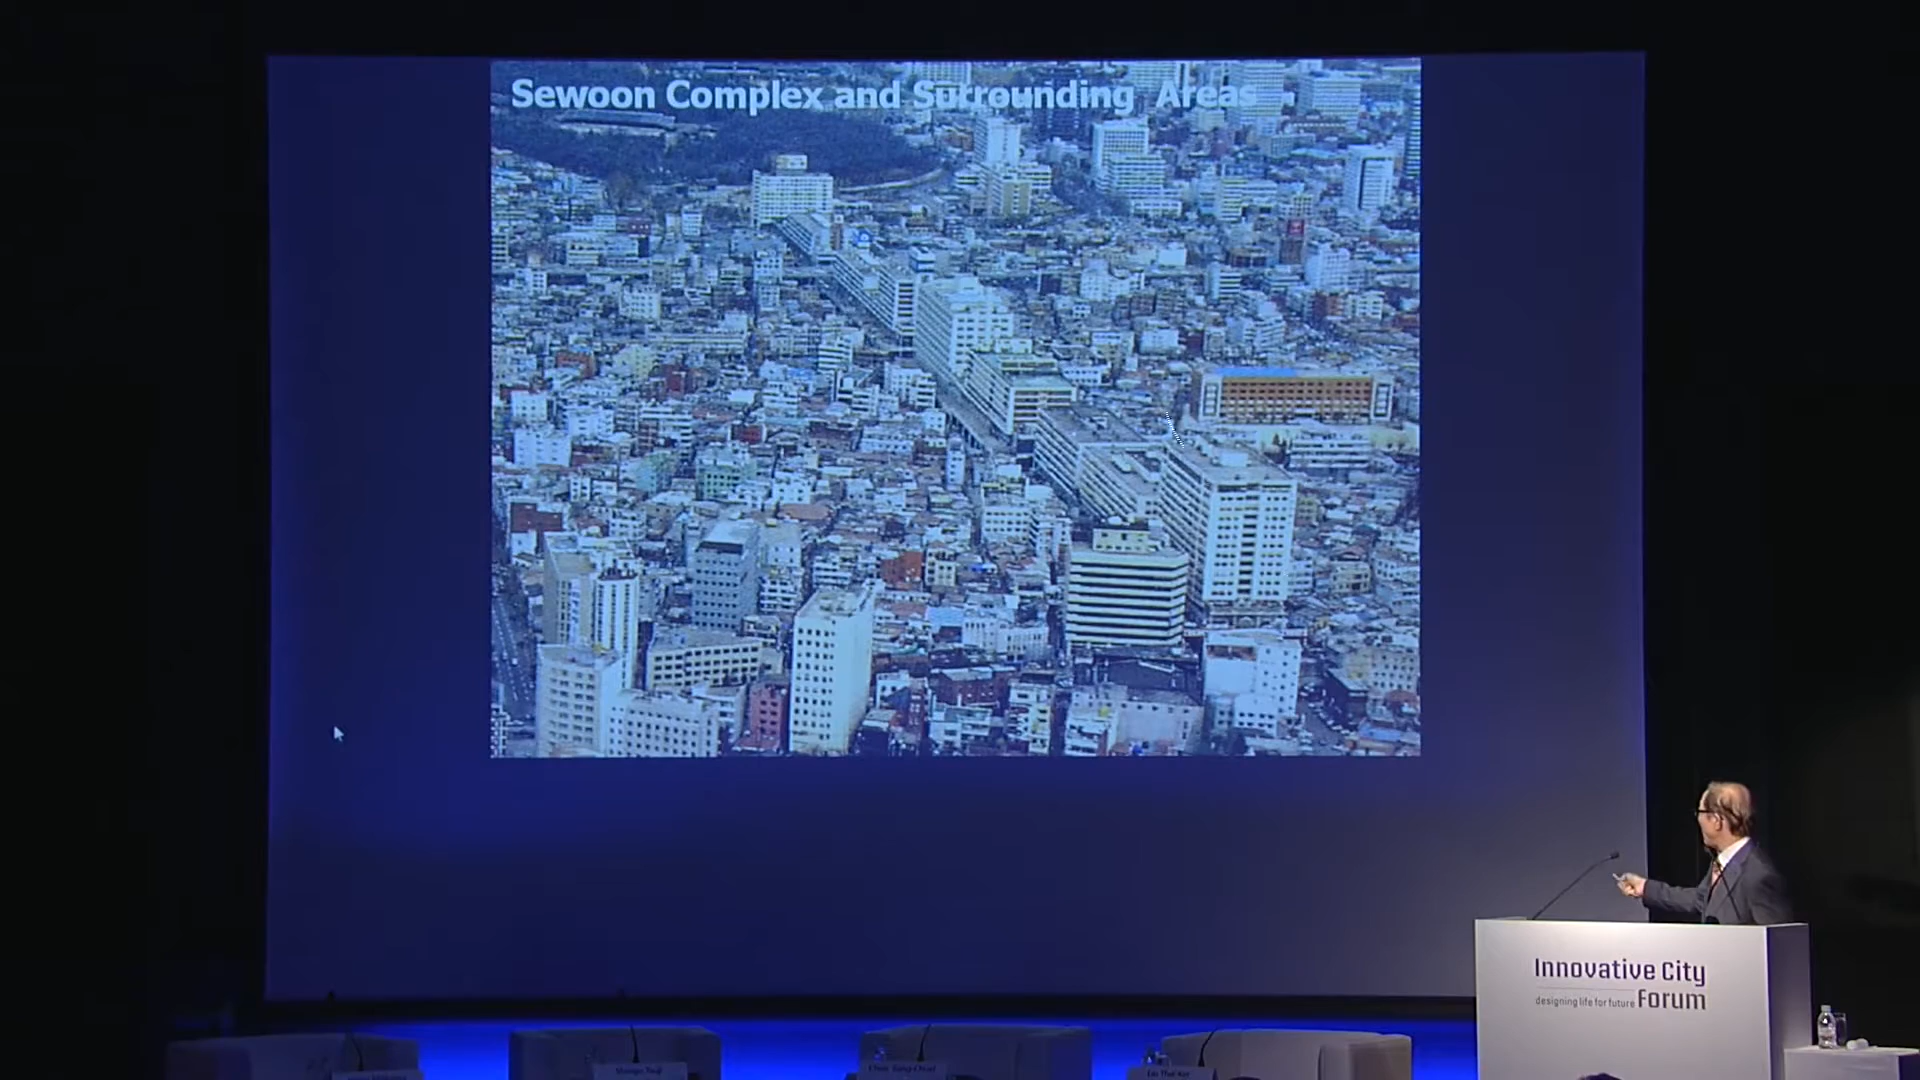 Sewoon Complex and Surrounding Areas
Innovative City
designing life for future Forum